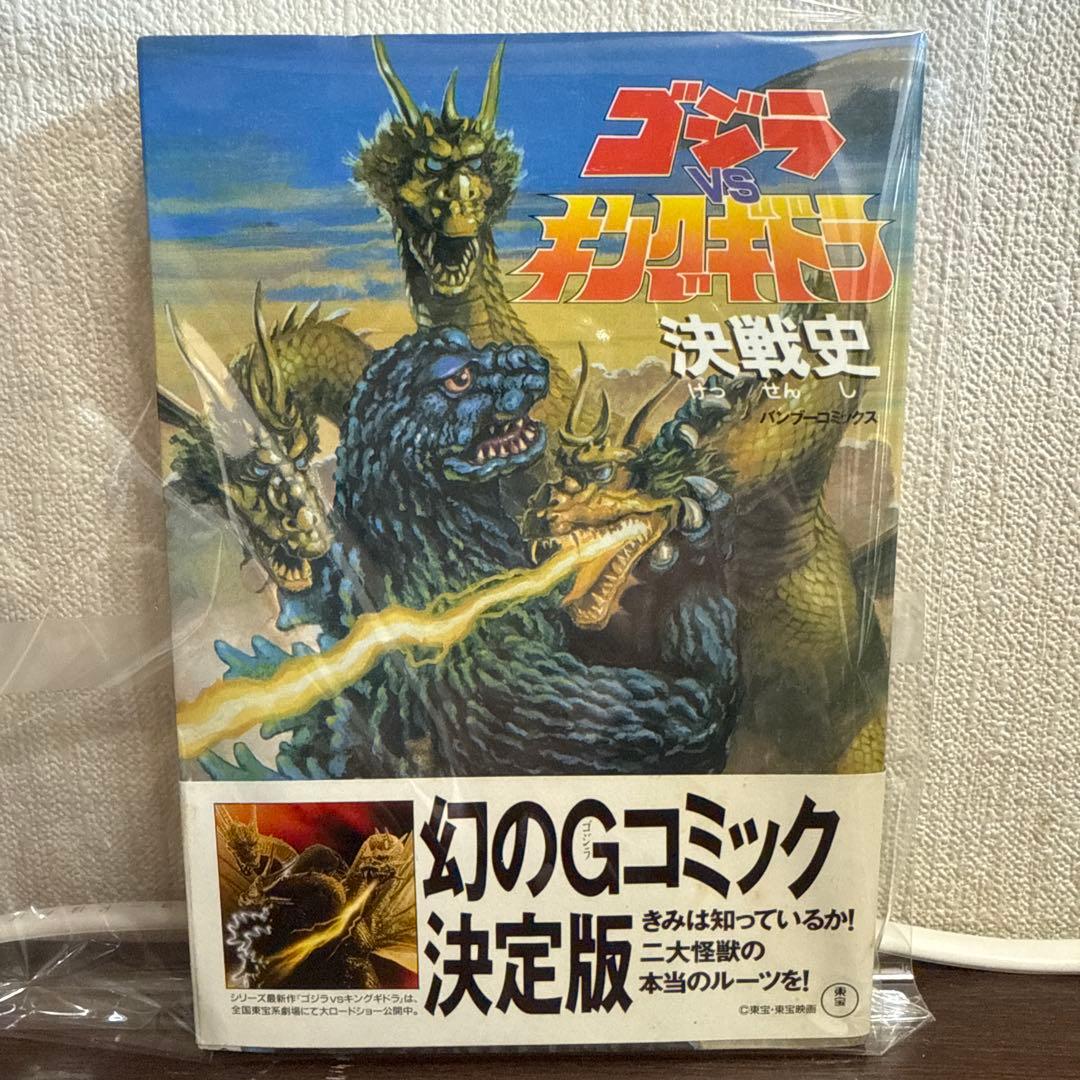 ゴジラ
VS
キングギドラ
決戦史
けっ せん し
バンブーコミックス
幻のGコミック
ゴジラ
決定版
きみは知っているか!
二大怪獣の
本当のルーツを!
シリーズ最新作「ゴジラvsキングギドラ」は、
全国東宝系劇場にて大ロードショー公開中。
©東宝・東宝映画
東宝